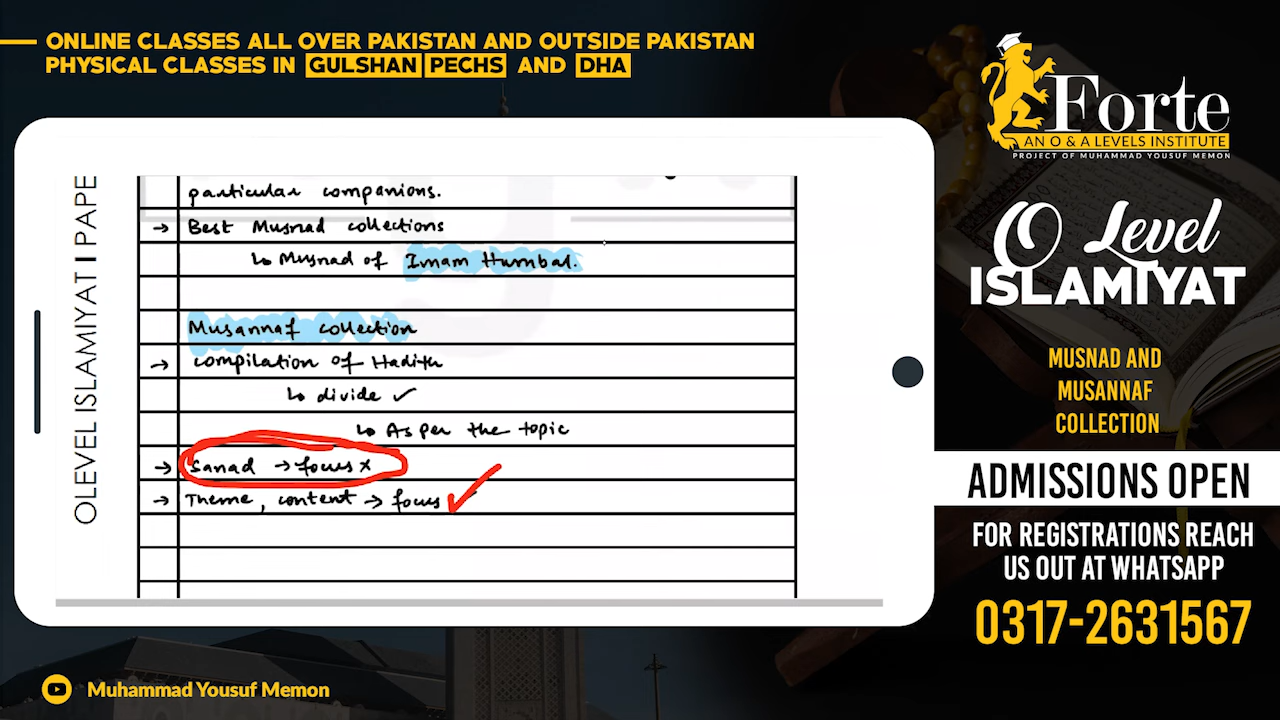 ONLINE CLASSES ALL OVER PAKISTAN AND OUTSIDE PAKISTAN
PHYSICAL CLASSES IN GULSHAN PECHS AND DHA
Forte
AN O & A LEVELS INSTITUTE
PROJECT OF MUHAMMAD YOUSUF MEMON
OLEVEL ISLAMIYAT I PAPE
particular companions.
→ Best Musnad collections
↳ Musnad of Imam Humbal.
Musannaf collection
→ compilation of Hadith
↳ divide ✓
↳ As per the topic
→ Sanad → focus x
→ Theme, content → focus ✓
O Level
ISLAMIYAT
MUSNAD AND
MUSANNAF
COLLECTION
ADMISSIONS OPEN
FOR REGISTRATIONS REACH
US OUT AT WHATSAPP
0317-2631567
Muhammad Yousuf Memon